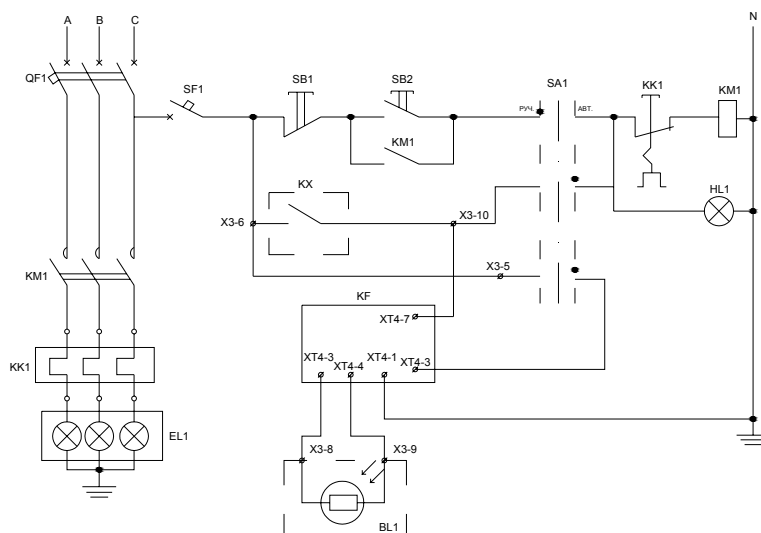 A B C N
QF1
SF1
SB1
SB2
SA1
KK1
KM1
РУЧ.
АВТ.
KM1
KX
HL1
X3-6
X3-10
X3-5
KM1
KF
XT4-7
KK1
XT4-3
XT4-4
XT4-1
XT4-3
EL1
X3-8
X3-9
BL1